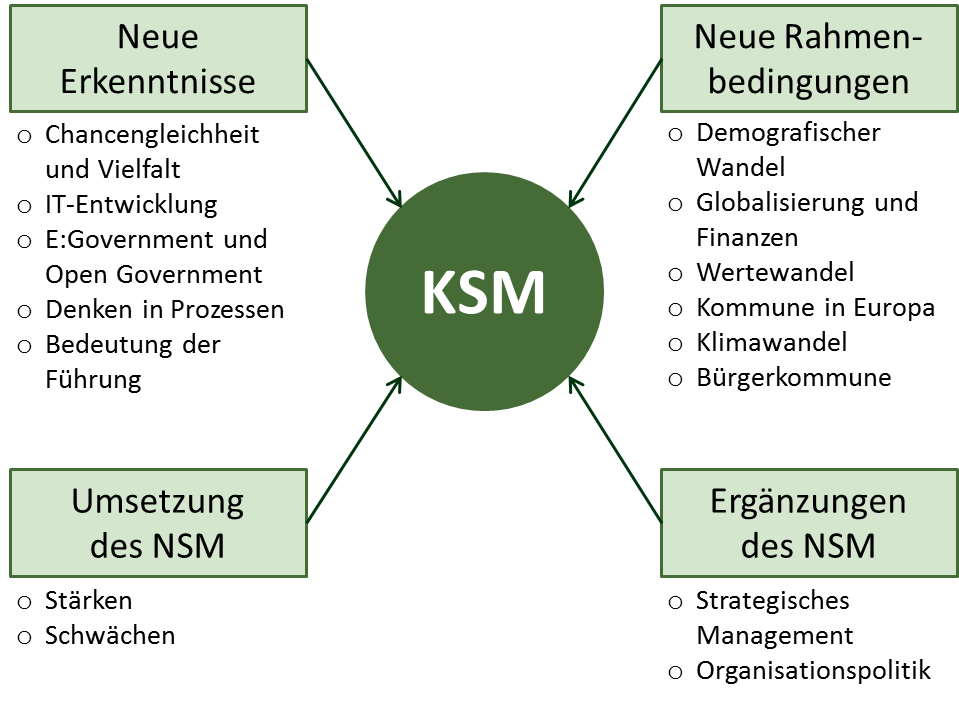 Neue
Erkenntnisse
o Chancengleichheit
und Vielfalt
o IT-Entwicklung
o E:Government und
Open Government
o Denken in Prozessen
o Bedeutung der
Führung
Neue Rahmen-
bedingungen
o Demografischer
Wandel
o Globalisierung und
Finanzen
o Wertewandel
o Kommune in Europa
o Klimawandel
o Bürgerkommune
KSM
Umsetzung
des NSM
o Stärken
o Schwächen
Ergänzungen
des NSM
o Strategisches
Management
o Organisationspolitik